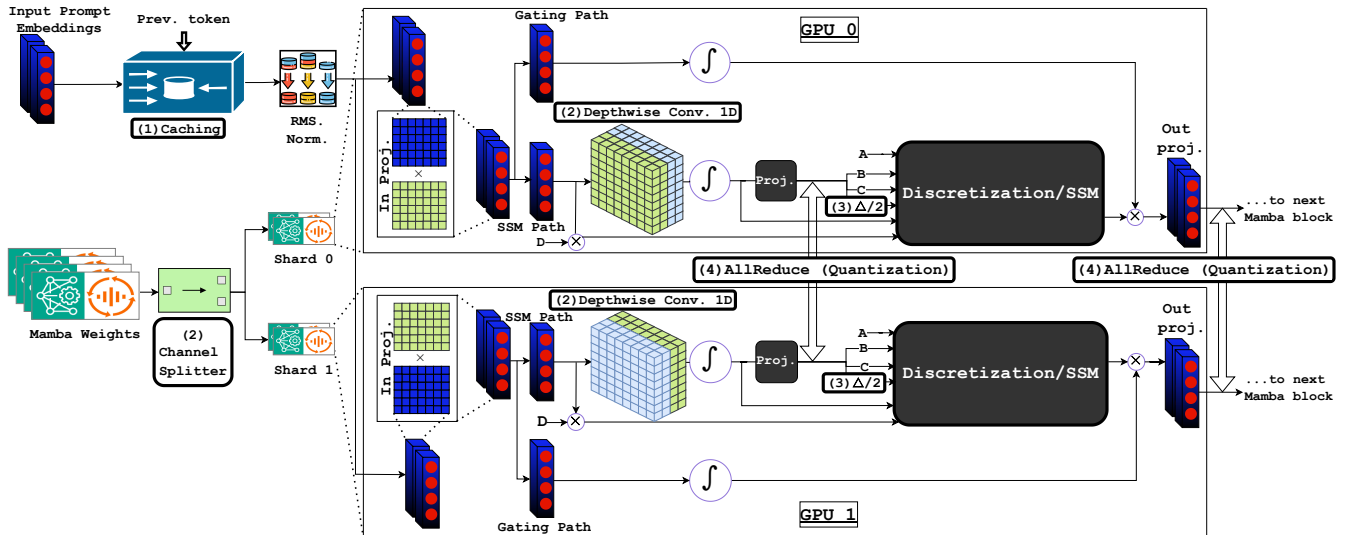 Input Prompt
Embeddings
Prev. token
(1)Caching
RMS.
Norm.
Mamba Weights
(2)
Channel
Splitter
Shard 0
Shard 1
GPU 0
Gating Path
In Proj.
×
SSM Path
(2)Depthwise Conv. 1D
∫
∫
Proj.
A
B
C
(3)△/2
D
×
Discretization/SSM
×
Out
proj.
...to next
Mamba block
(4)AllReduce (Quantization)
(4)AllReduce (Quantization)
In Proj.
×
SSM Path
(2)Depthwise Conv. 1D
∫
Proj.
A
B
C
(3)△/2
D
×
Discretization/SSM
×
Out
proj.
...to next
Mamba block
∫
Gating Path
GPU 1